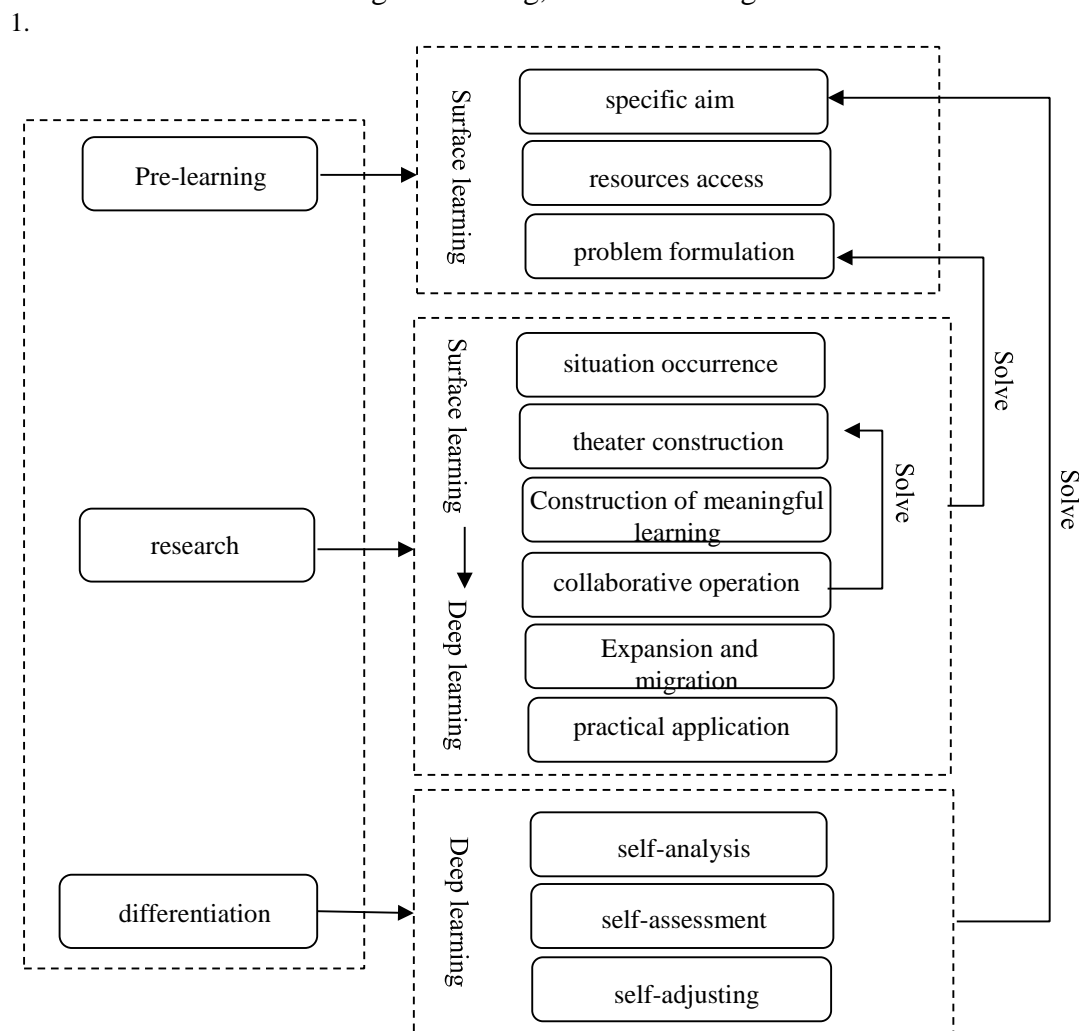 1.
Pre-learning
research
differentiation
Surface learning
specific aim
resources access
problem formulation
Surface learning
Deep learning
situation occurrence
theater construction
Construction of meaningful
learning
collaborative operation
Expansion and
migration
practical application
Solve
Solve
Solve
Deep learning
self-analysis
self-assessment
self-adjusting